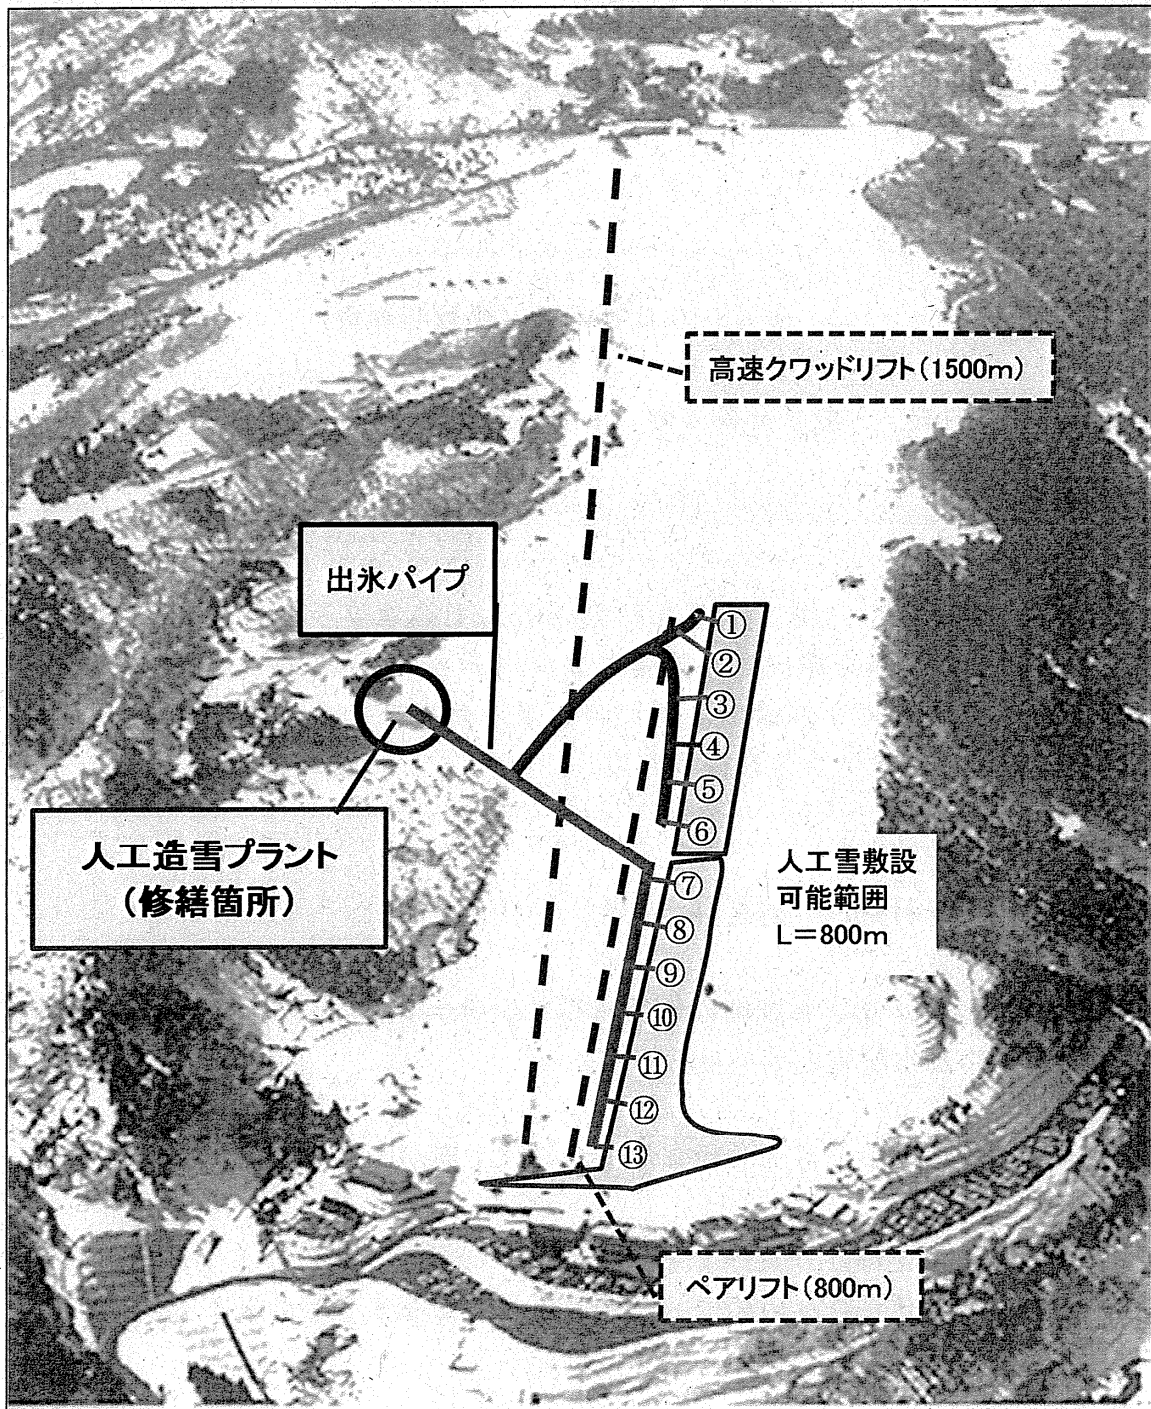 高速クワッドリフト(1500m)
出氷パイプ
①
②
③
④
⑤
⑥
人工造雪プラント
(修繕箇所)
人工雪敷設
可能範囲
L=800m
⑦
⑧
⑨
⑩
⑪
⑫
⑬
ペアリフト(800m)